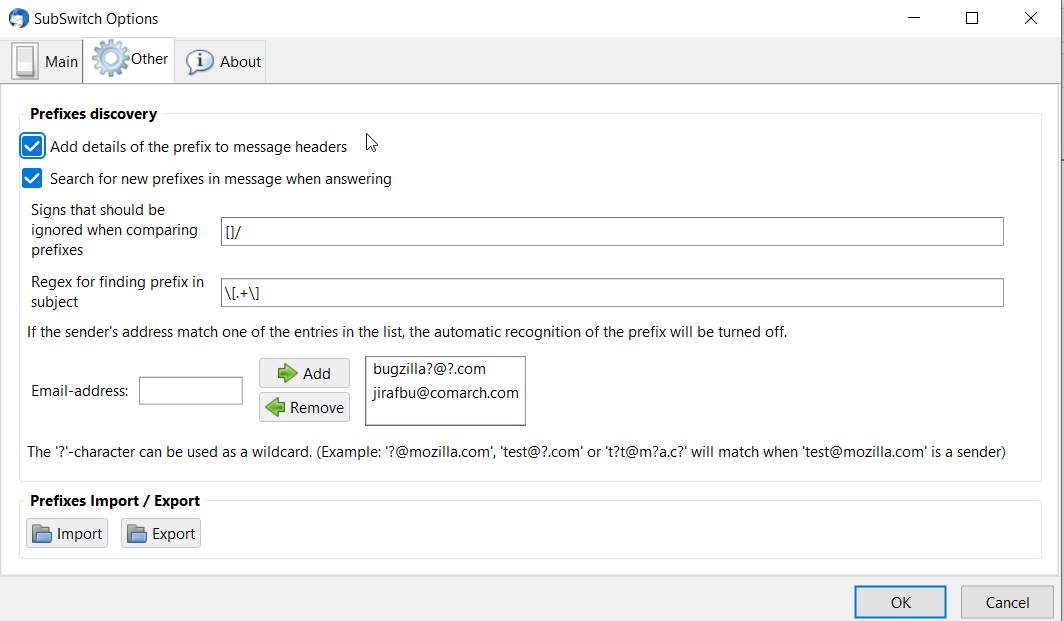 SubSwitch Options
Main
Other
About
Prefixes discovery
Add details of the prefix to message headers
Search for new prefixes in message when answering
Signs that should be
ignored when comparing
prefixes
[]/
Regex for finding prefix in
subject
\[.+\]
If the sender's address match one of the entries in the list, the automatic recognition of the prefix will be turned off.
Email-address:
Add
Remove
bugzilla?@?.com
jirafbu@comarch.com
The '?'-character can be used as a wildcard. (Example: '?@mozilla.com', 'test@?.com' or 't?t@m?a.c?' will match when 'test@mozilla.com' is a sender)
Prefixes Import / Export
Import
Export
OK
Cancel